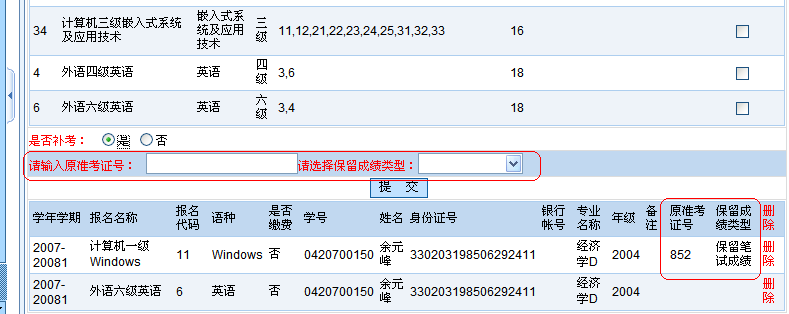 34 计算机三级嵌入式系统及应用技术 嵌入式系统及应用技术 三级 11,12,21,22,23,24,25,31,32,33 16
4 外语四级英语 英语 四级 3,6 18
6 外语六级英语 英语 六级 3,4 18
是否补考： 是 否
请输入原准考证号： 请选择保留成绩类型：
提 交
学年学期 报名名称 报名代码 语种 是否缴费 学号 姓名 身份证号 银行帐号 专业名称 年级 备注 原准考证号 保留成绩类型 删除
2007-20081 计算机一级Windows 11 Windows 否 0420700150 余元峰 330203198506292411 经济学D 2004 852 保留笔试成绩 删除
2007-20081 外语六级英语 6 英语 否 0420700150 余元峰 330203198506292411 经济学D 2004 删除